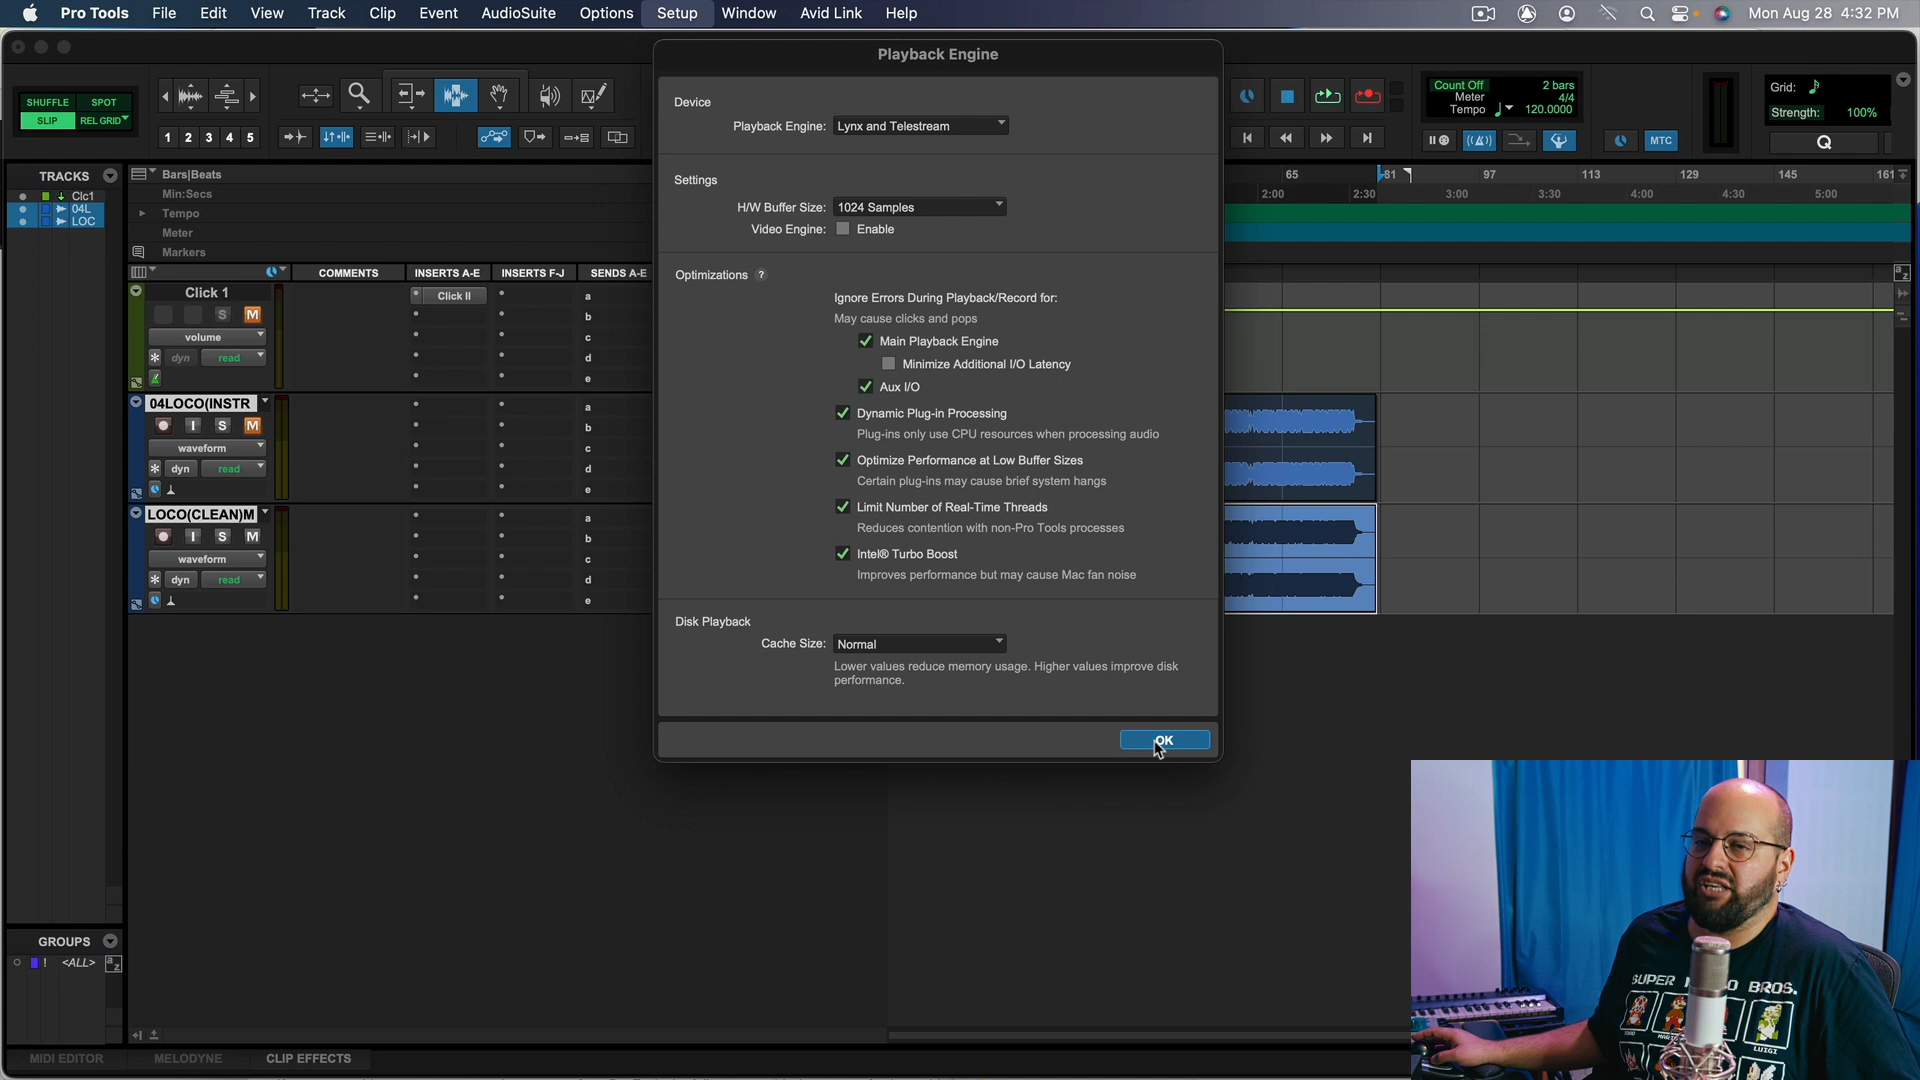 Pro Tools File Edit View Track Clip Event AudioSuite Options Setup Window Avid Link Help Mon Aug 28 4:32 PM
Playback Engine
SHUFFLE SPOT
SLIP REL GRID
1 2 3 4 5
Device
Playback Engine: Lynx and Telestream
Settings
H/W Buffer Size: 1024 Samples
Video Engine: Enable
Optimizations ?
Ignore Errors During Playback/Record for:
May cause clicks and pops
Main Playback Engine
Minimize Additional I/O Latency
Aux I/O
Dynamic Plug-in Processing
Plug-ins only use CPU resources when processing audio
Optimize Performance at Low Buffer Sizes
Certain plug-ins may cause brief system hangs
Limit Number of Real-Time Threads
Reduces contention with non-Pro Tools processes
Intel® Turbo Boost
Improves performance but may cause Mac fan noise
Disk Playback
Cache Size: Normal
Lower values reduce memory usage. Higher values improve disk
performance.
OK
Count Off 2 bars
Meter 4/4
Tempo 120.0000
MTC
Grid:
Strength: 100%
Q
TRACKS
Clc1
04L
LOC
Bars|Beats
Min:Secs
Tempo
Meter
Markers
65 81 97 113 129 145 161
2:00 2:30 3:00 3:30 4:00 4:30 5:00
COMMENTS INSERTS A-E INSERTS F-J SENDS A-E
Click 1
Click II
S M
volume
dyn read
a
b
c
d
e
04LOCO(INSTR
I S M
waveform
dyn read
a
b
c
d
e
LOCO(CLEAN)M
I S M
waveform
dyn read
a
b
c
d
e
GROUPS
! <ALL>
a z
MIDI EDITOR MELODYNE CLIP EFFECTS
SUPER MARIO BROS.
LUIGI